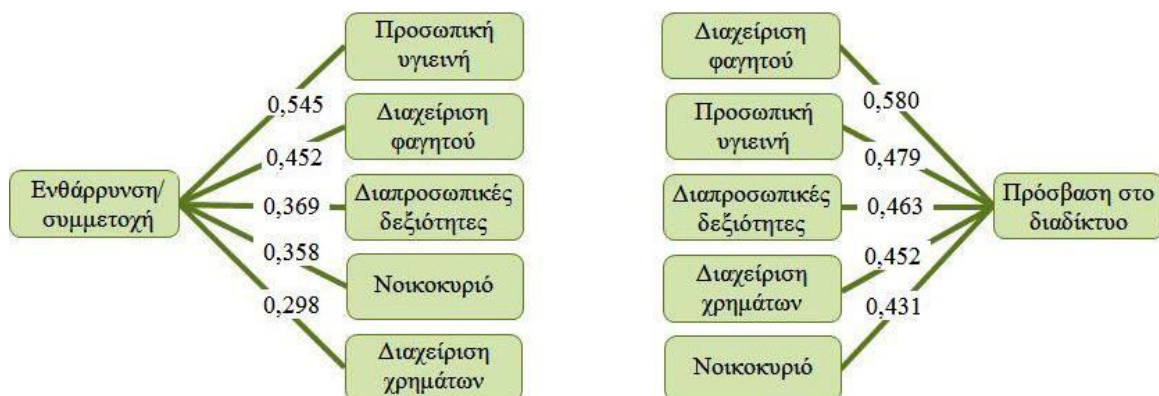 Ενθάρρυνση/
συμμετοχή
0,545
0,452
0,369
0,358
0,298
Προσωπική
υγιεινή
Διαχείριση
φαγητού
Διαπροσωπικές
δεξιότητες
Νοικοκυριό
Διαχείριση
χρημάτων
Διαχείριση
φαγητού
Προσωπική
υγιεινή
Διαπροσωπικές
δεξιότητες
Διαχείριση
χρημάτων
Νοικοκυριό
0,580
0,479
0,463
0,452
0,431
Πρόσβαση στο
διαδίκτυο